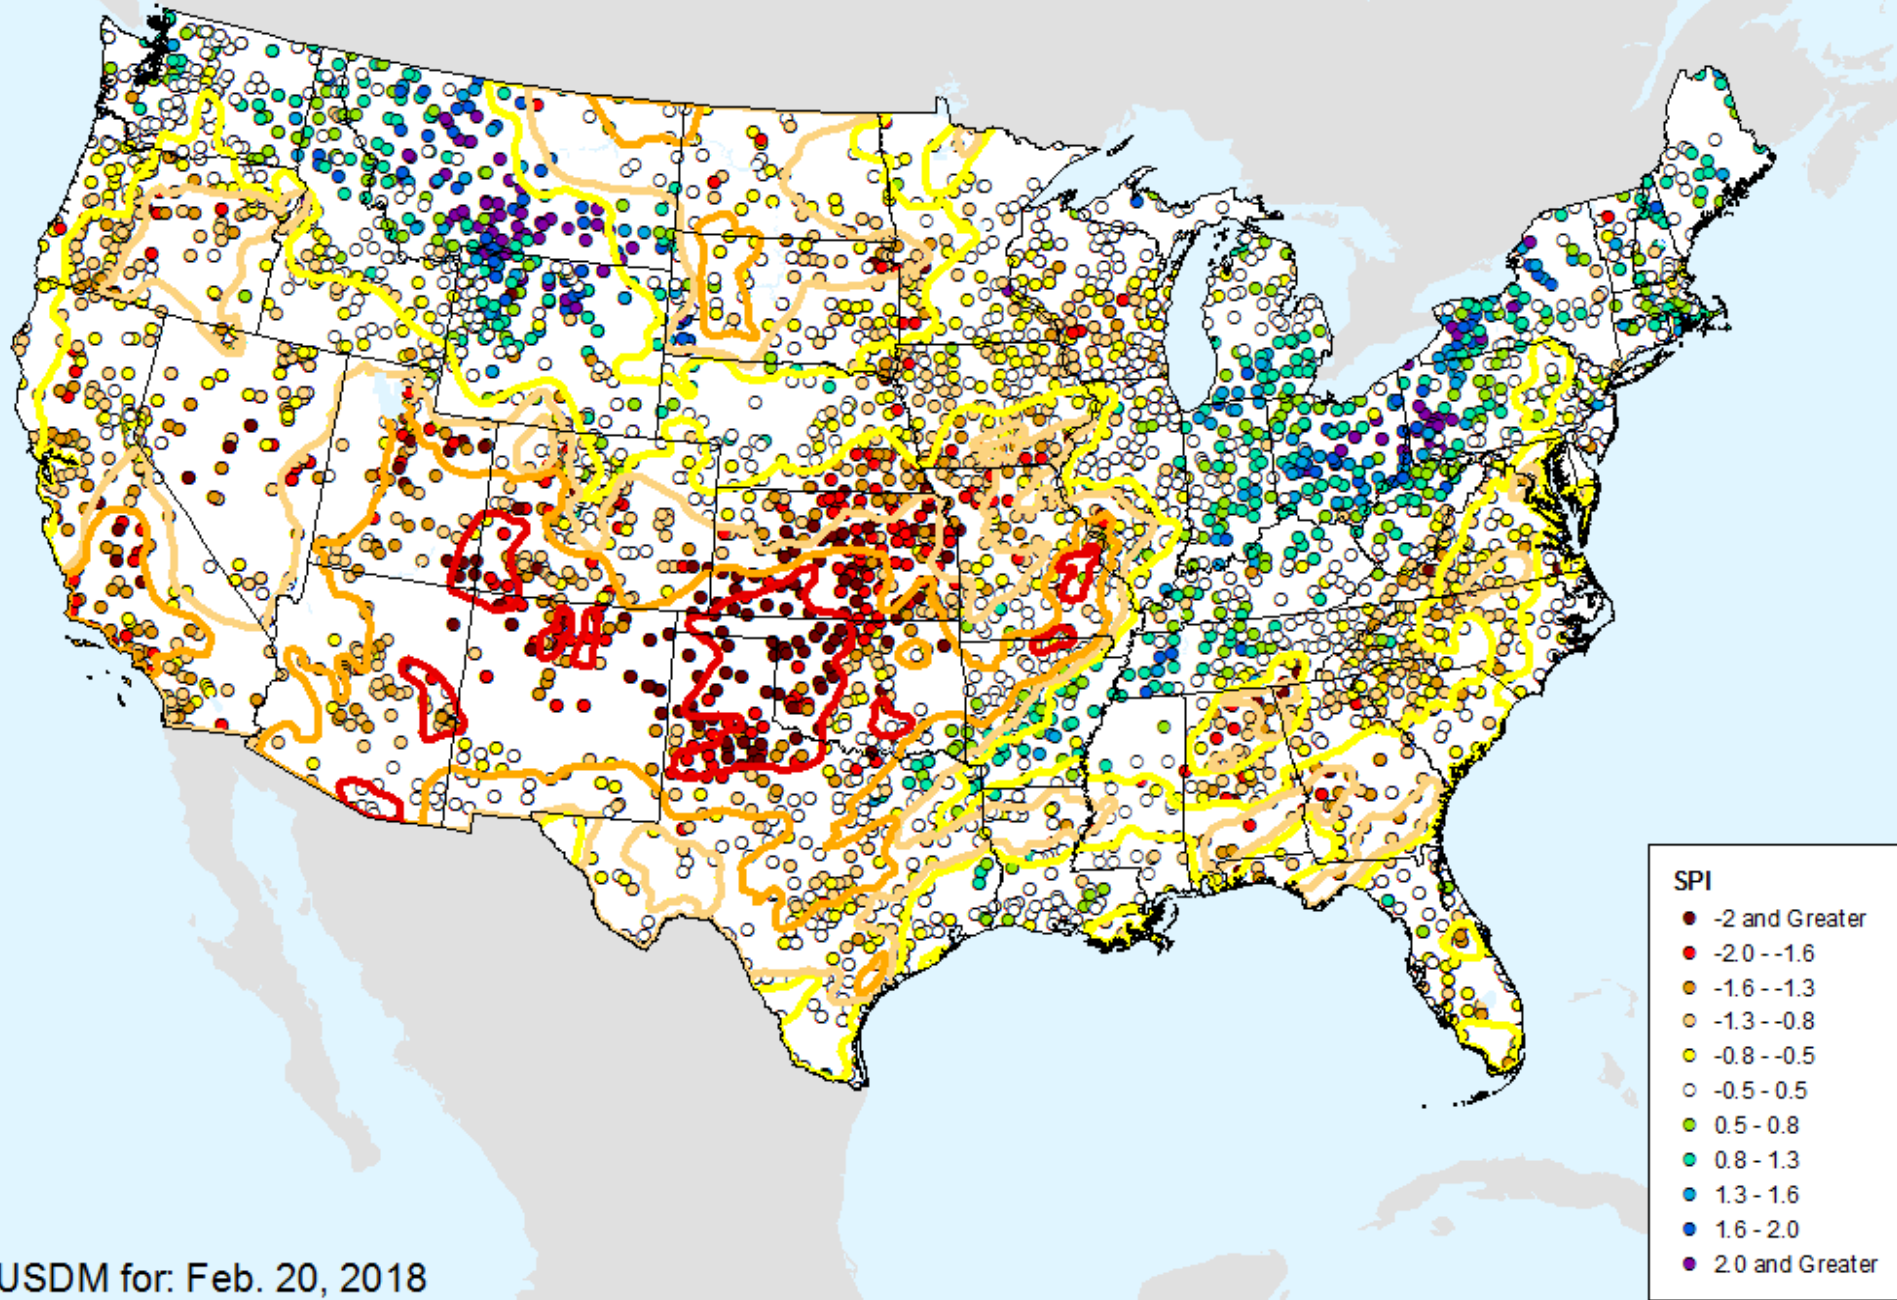 SPI
-2 and Greater
-2.0 - -1.6
-1.6 - -1.3
-1.3 - -0.8
-0.8 - -0.5
-0.5 - 0.5
0.5 - 0.8
0.8 - 1.3
1.3 - 1.6
1.6 - 2.0
2.0 and Greater
USDM for: Feb. 20, 2018